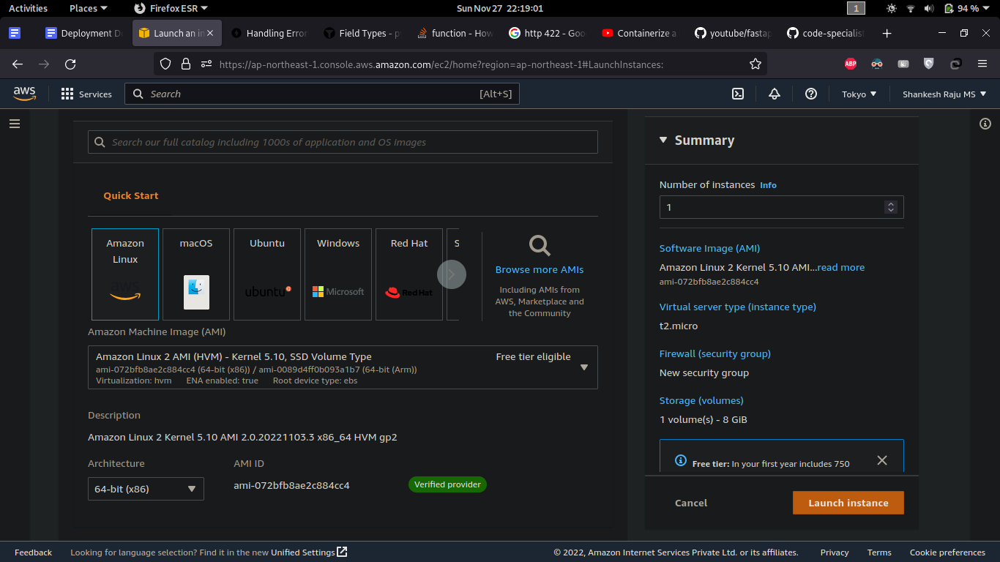 Activities Places Firefox ESR Sun Nov 27 22:19:01 1 94 %
Deployment D Launch an in Handling Error Field Types - p function - How http 422 - Goo Containerize a youtube/fastap code-specialis
https://ap-northeast-1.console.aws.amazon.com/ec2/home?region=ap-northeast-1#LaunchInstances:
ABP
aws Services Search [Alt+S] Tokyo Shankesh Raju MS
Search our full catalog including 1000s of application and OS images
Quick Start
Amazon Linux
aws
macOS
Ubuntu
ubuntu
Windows
Microsoft
Red Hat
Red Hat
S
Browse more AMIs
Including AMIs from
AWS, Marketplace and
the Community
Amazon Machine Image (AMI)
Amazon Linux 2 AMI (HVM) - Kernel 5.10, SSD Volume Type Free tier eligible
ami-072bfb8ae2c884cc4 (64-bit (x86)) / ami-0089d4ff0b093a1b7 (64-bit (Arm))
Virtualization: hvm ENA enabled: true Root device type: ebs
Description
Amazon Linux 2 Kernel 5.10 AMI 2.0.20221103.3 x86_64 HVM gp2
Architecture AMI ID
64-bit (x86) ami-072bfb8ae2c884cc4 Verified provider
Summary
Number of instances Info
1
Software Image (AMI)
Amazon Linux 2 Kernel 5.10 AMI...read more
ami-072bfb8ae2c884cc4
Virtual server type (instance type)
t2.micro
Firewall (security group)
New security group
Storage (volumes)
1 volume(s) - 8 GiB
Free tier: In your first year includes 750
Cancel Launch instance
Feedback Looking for language selection? Find it in the new Unified Settings © 2022, Amazon Internet Services Private Ltd. or its affiliates. Privacy Terms Cookie preferences